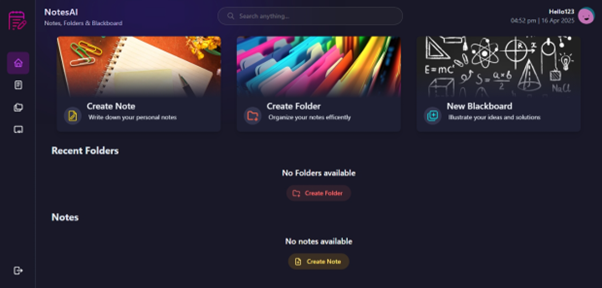 NotesAI
Notes, Folders & Blackboard
Search anything...
Hello123
04:52 pm | 16 Apr 2025
Create Note
Write down your personal notes
Create Folder
Organize your notes efficently
E=mc²
NaCl
New Blackboard
Illustrate your ideas and solutions
Recent Folders
No Folders available
Create Folder
Notes
No notes available
Create Note